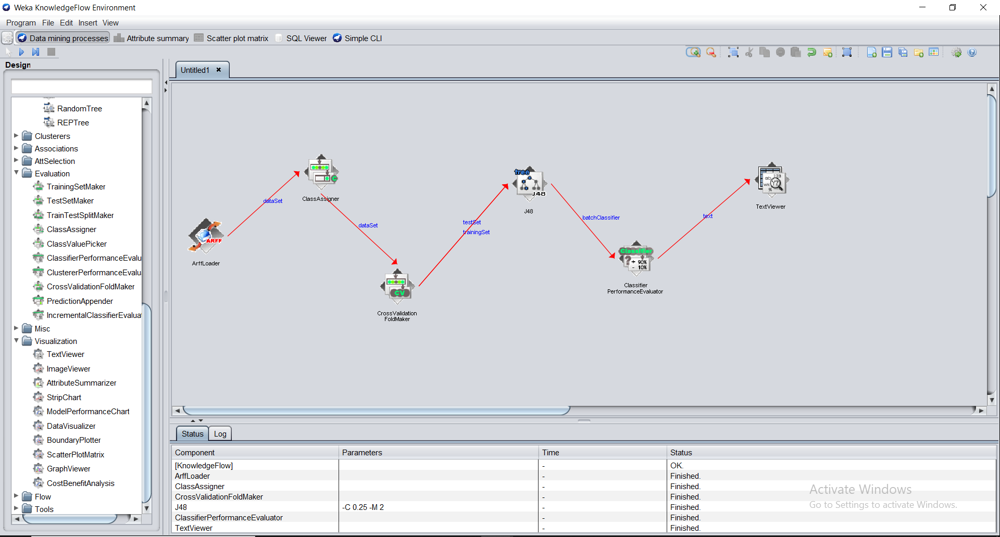 Weka KnowledgeFlow Environment
Program File Edit Insert View
Data mining processes Attribute summary Scatter plot matrix SQL Viewer Simple CLI
Design
Untitled1
RandomTree
REPTree
Clusterers
Associations
AttSelection
Evaluation
TrainingSetMaker
TestSetMaker
TrainTestSplitMaker
ClassAssigner
ClassValuePicker
ClassifierPerformanceEvalu
ClustererPerformanceEvalu
CrossValidationFoldMaker
PredictionAppender
IncrementalClassifierEvalua
Misc
Visualization
TextViewer
ImageViewer
AttributeSummarizer
StripChart
ModelPerformanceChart
DataVisualizer
BoundaryPlotter
ScatterPlotMatrix
GraphViewer
CostBenefitAnalysis
Flow
Tools
ARFF
ArffLoader
dataSet
C
ClassAssigner
dataSet
CV
CrossValidation
FoldMaker
testSet
trainingSet
tree
J48
J48
batchClassifier
Classifier
? + 90%
- 10%
Classifier
PerformanceEvaluator
text
ab 123
wx YZ
%
TextViewer
Status Log
Component Parameters Time Status
[KnowledgeFlow] - OK.
ArffLoader - Finished.
ClassAssigner - Finished.
CrossValidationFoldMaker - Finished.
J48 -C 0.25 -M 2 - Finished.
ClassifierPerformanceEvaluator - Finished.
TextViewer - Finished.
Activate Windows
Go to Settings to activate Windows.